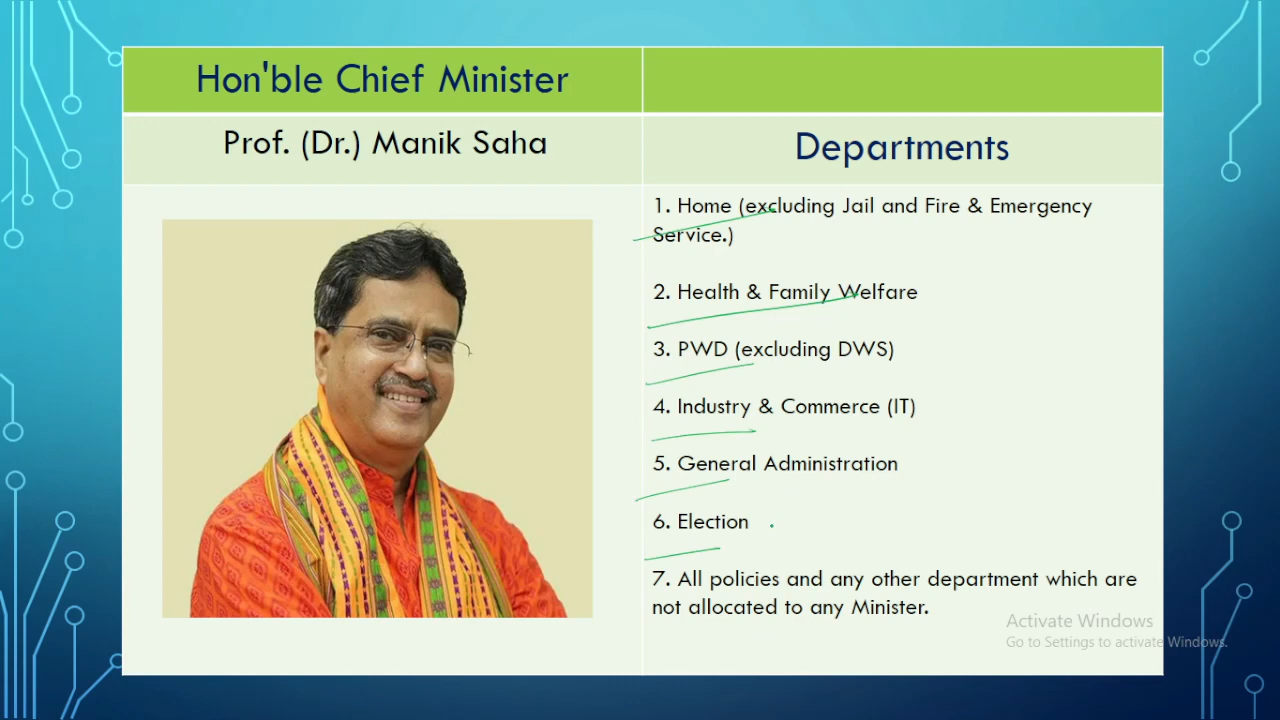 Hon'ble Chief Minister
Prof. (Dr.) Manik Saha
Departments
1. Home (excluding Jail and Fire & Emergency
Service.)
2. Health & Family Welfare
3. PWD (excluding DWS)
4. Industry & Commerce (IT)
5. General Administration
6. Election
7. All policies and any other department which are
not allocated to any Minister.
Activate Windows
Go to Settings to activate Windows.